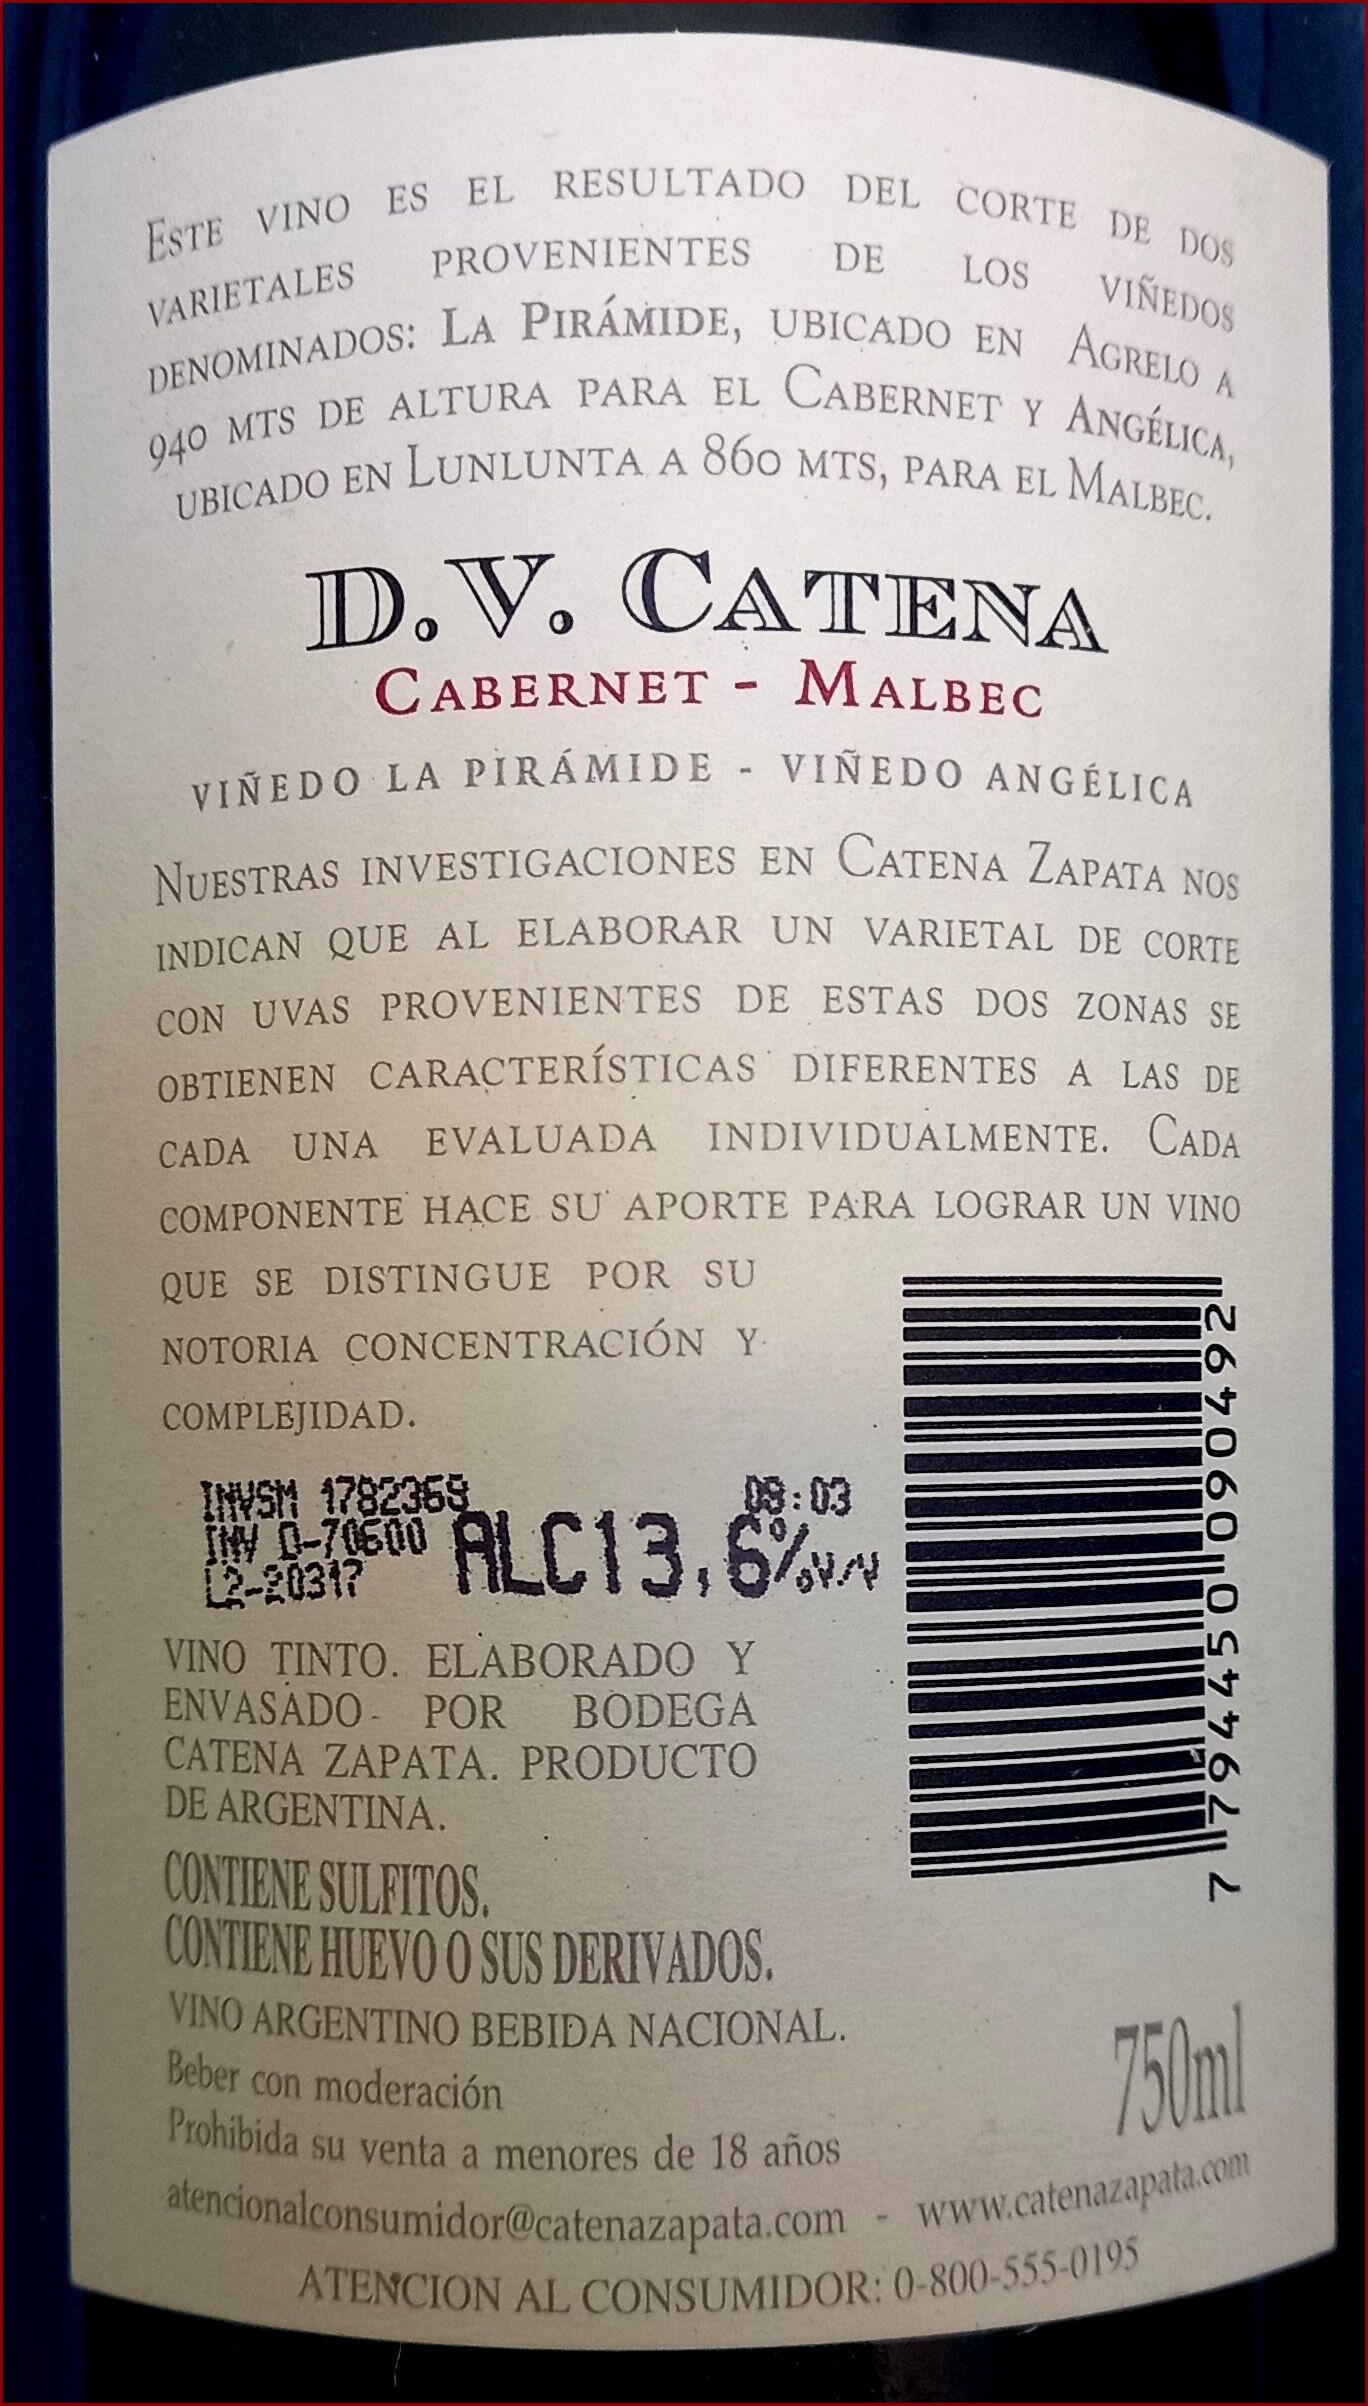 Este vino es el resultado del corte de dos
varietales provenientes de los viñedos
denominados: La Pirámide, ubicado en Agrelo a
940 mts de altura para el Cabernet y Angélica,
ubicado en Lunlunta a 860 mts, para el Malbec.
D.V. Catena
Cabernet - Malbec
VIÑEDO LA PIRÁMIDE - VIÑEDO ANGÉLICA
Nuestras investigaciones en Catena Zapata nos
indican que al elaborar un varietal de corte
con uvas provenientes de estas dos zonas se
obtienen características diferentes a las de
cada una evaluada individualmente. Cada
componente hace su aporte para lograr un vino
que se distingue por su
notoria concentración y
complejidad.
INVSM 1782369 09:03
INV D-70600 ALC13,6%v/v
L2-20317
VINO TINTO. ELABORADO Y
ENVASADO POR BODEGA
CATENA ZAPATA. PRODUCTO
DE ARGENTINA.
CONTIENE SULFITOS.
CONTIENE HUEVO O SUS DERIVADOS.
VINO ARGENTINO BEBIDA NACIONAL.
Beber con moderación
Prohibida su venta a menores de 18 años
atencionalconsumidor@catenazapata.com - www.catenazapata.com
ATENCION AL CONSUMIDOR: 0-800-555-0195
750ml
7 794450 090492